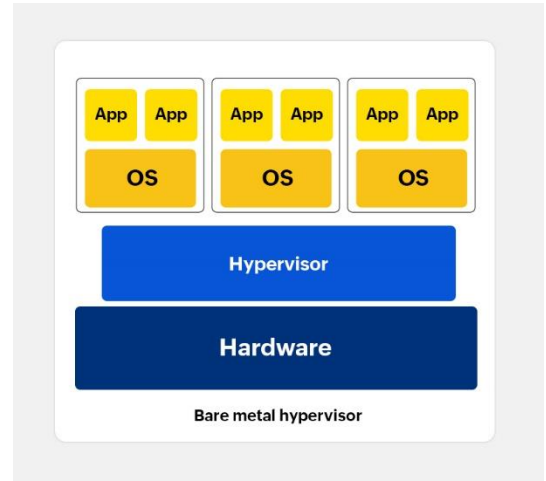 App App App App App App
OS OS OS
Hypervisor
Hardware
Bare metal hypervisor